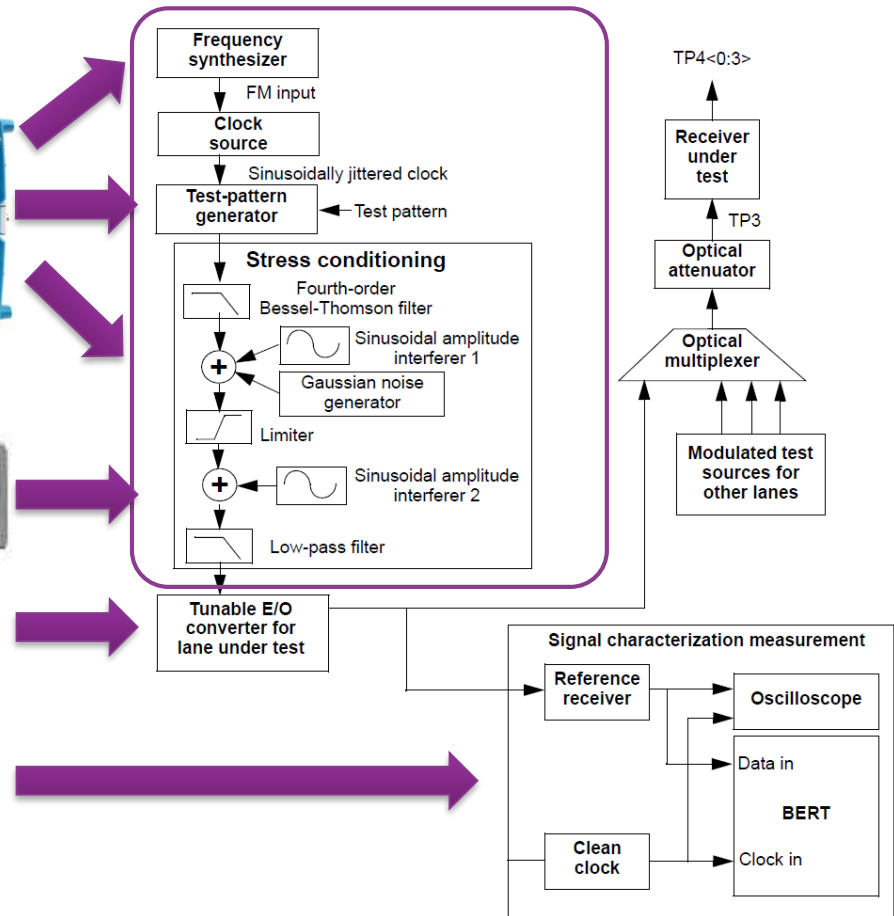 Frequency
synthesizer
FM input
Clock
source
Sinusoidally jittered clock
Test-pattern
generator
Test pattern
Stress conditioning
Fourth-order
Bessel-Thomson filter
Sinusoidal amplitude
interferer 1
+
Gaussian noise
generator
Limiter
+
Sinusoidal amplitude
interferer 2
Low-pass filter
Tunable E/O
converter for
lane under test
TP4<0:3>
Receiver
under
test
TP3
Optical
attenuator
Optical
multiplexer
Modulated test
sources for
other lanes
Signal characterization measurement
Reference
receiver
Oscilloscope
Data in
BERT
Clean
clock
Clock in